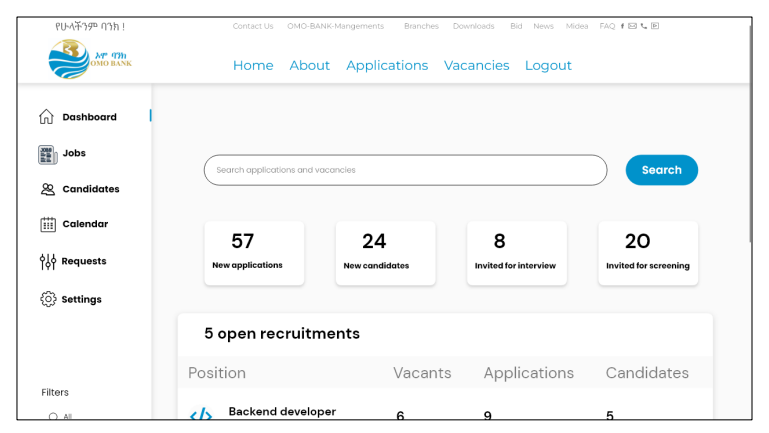 የሁላችንም ባንክ !
Contact Us OMO-BANK-Mangements Branches Downloads Bid News Midea FAQ
ኦሞ ባንክ
OMO BANK
Home About Applications Vacancies Logout
Dashboard
Jobs
Candidates
Calendar
Requests
Settings
Filters
All
Search applications and vacancies
Search
57
New applications
24
New candidates
8
Invited for interview
20
Invited for screening
5 open recruitments
Position Vacants Applications Candidates
Backend developer 6 9 5